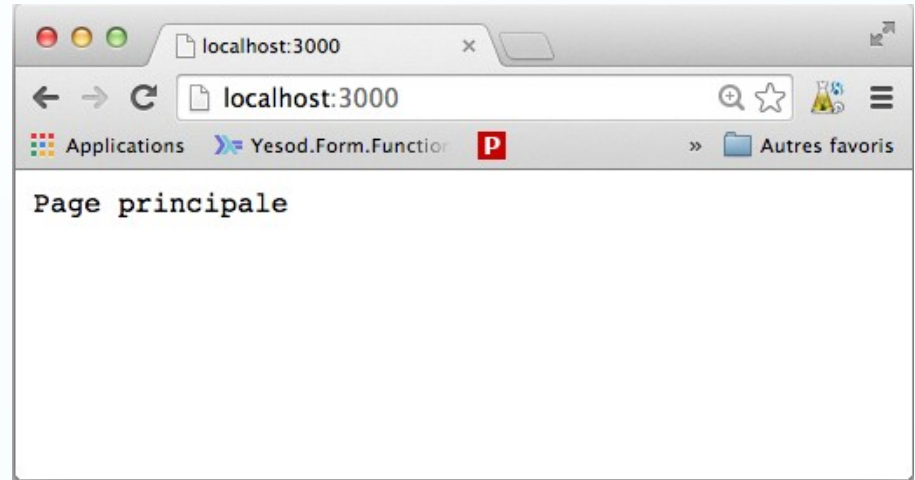 localhost:3000
localhost:3000
Applications Yesod.Form.Function P Autres favoris
Page principale